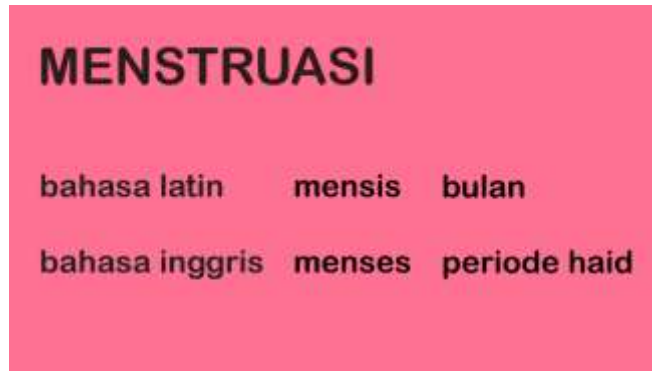 MENSTRUASI
bahasa latin mensis bulan
bahasa inggris menses periode haid